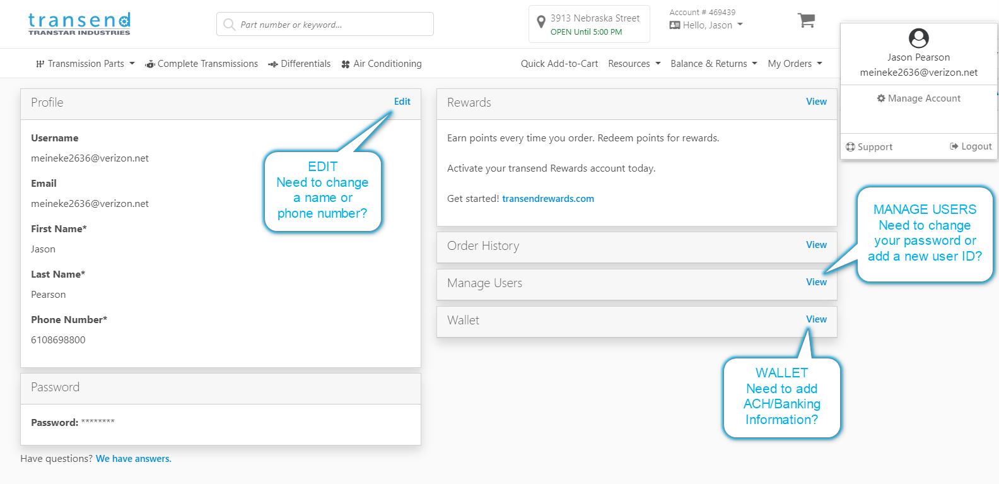 transend
TRANSTAR INDUSTRIES
Part number or keyword...
3913 Nebraska Street
OPEN Until 5:00 PM
Account # 469439
Hello, Jason
Transmission Parts
Complete Transmissions
Differentials
Air Conditioning
Quick Add-to-Cart
Resources
Balance & Returns
My Orders
Jason Pearson
meineke2636@verizon.net
Manage Account
Support
Logout
Profile
Edit
Username
meineke2636@verizon.net
Email
meineke2636@verizon.net
First Name*
Jason
Last Name*
Pearson
Phone Number*
6108698800
EDIT
Need to change
a name or
phone number?
Password
Password: ********
Have questions? We have answers.
Rewards
View
Earn points every time you order. Redeem points for rewards.
Activate your transend Rewards account today.
Get started! transendrewards.com
Order History
View
Manage Users
View
Wallet
View
MANAGE USERS
Need to change
your password or
add a new user ID?
WALLET
Need to add
ACH/Banking
Information?